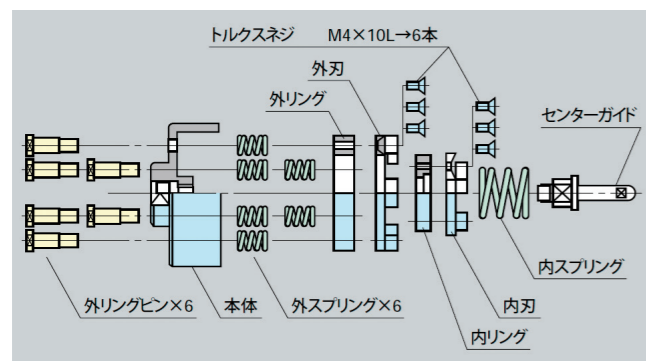 トルクスネジ M4×10L→6本
外刃
外リング
センターガイド
内スプリング
外リングピン×6
本体
外スプリング×6
内刃
内リング